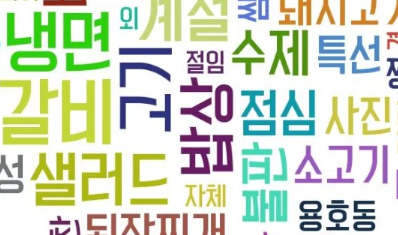 외 계절 돼지고기
냉면 고기 절임 수제 특선
갈비 밥상 점심 사진
샐러드 자체 소고기
된장찌개 용호동